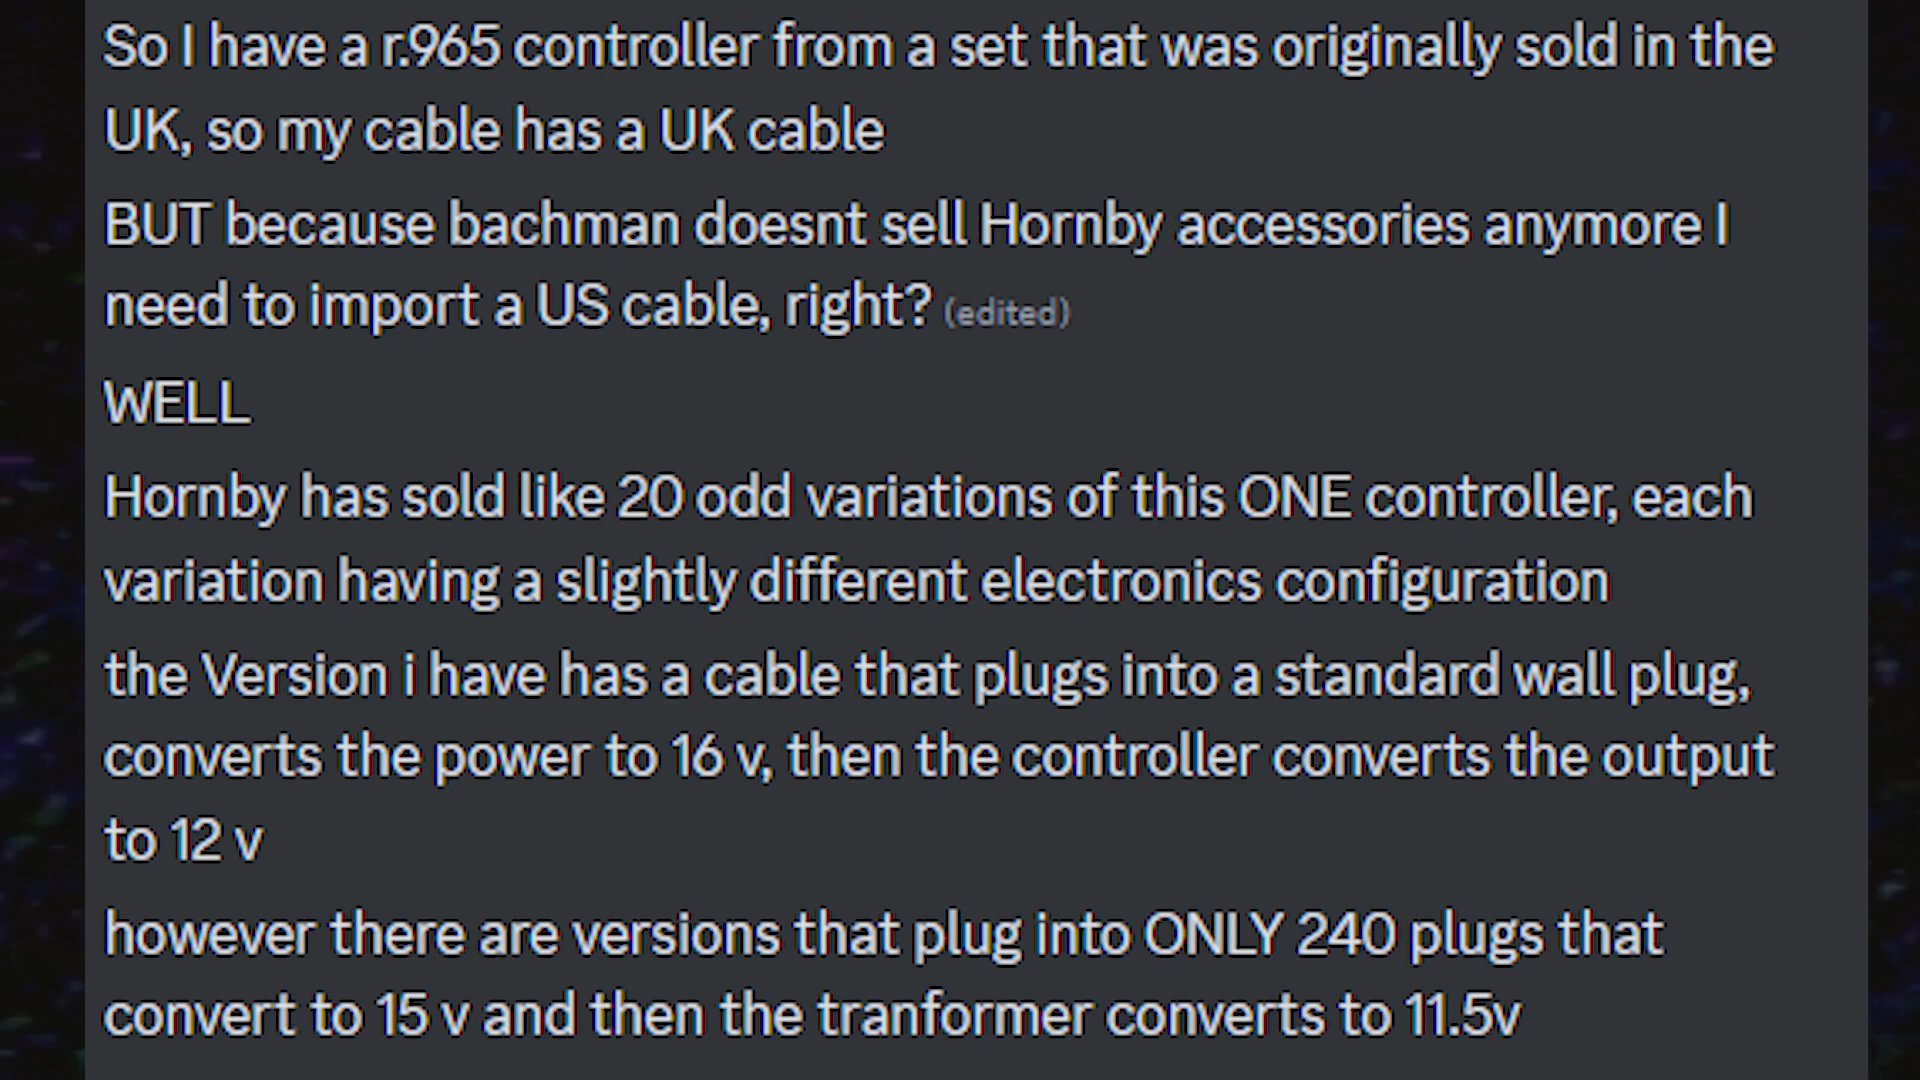 So I have a r.965 controller from a set that was originally sold in the
UK, so my cable has a UK cable
BUT because bachman doesnt sell Hornby accessories anymore I
need to import a US cable, right? (edited)
WELL
Hornby has sold like 20 odd variations of this ONE controller, each
variation having a slightly different electronics configuration
the Version i have has a cable that plugs into a standard wall plug,
converts the power to 16 v, then the controller converts the output
to 12 v
however there are versions that plug into ONLY 240 plugs that
convert to 15 v and then the tranformer converts to 11.5v